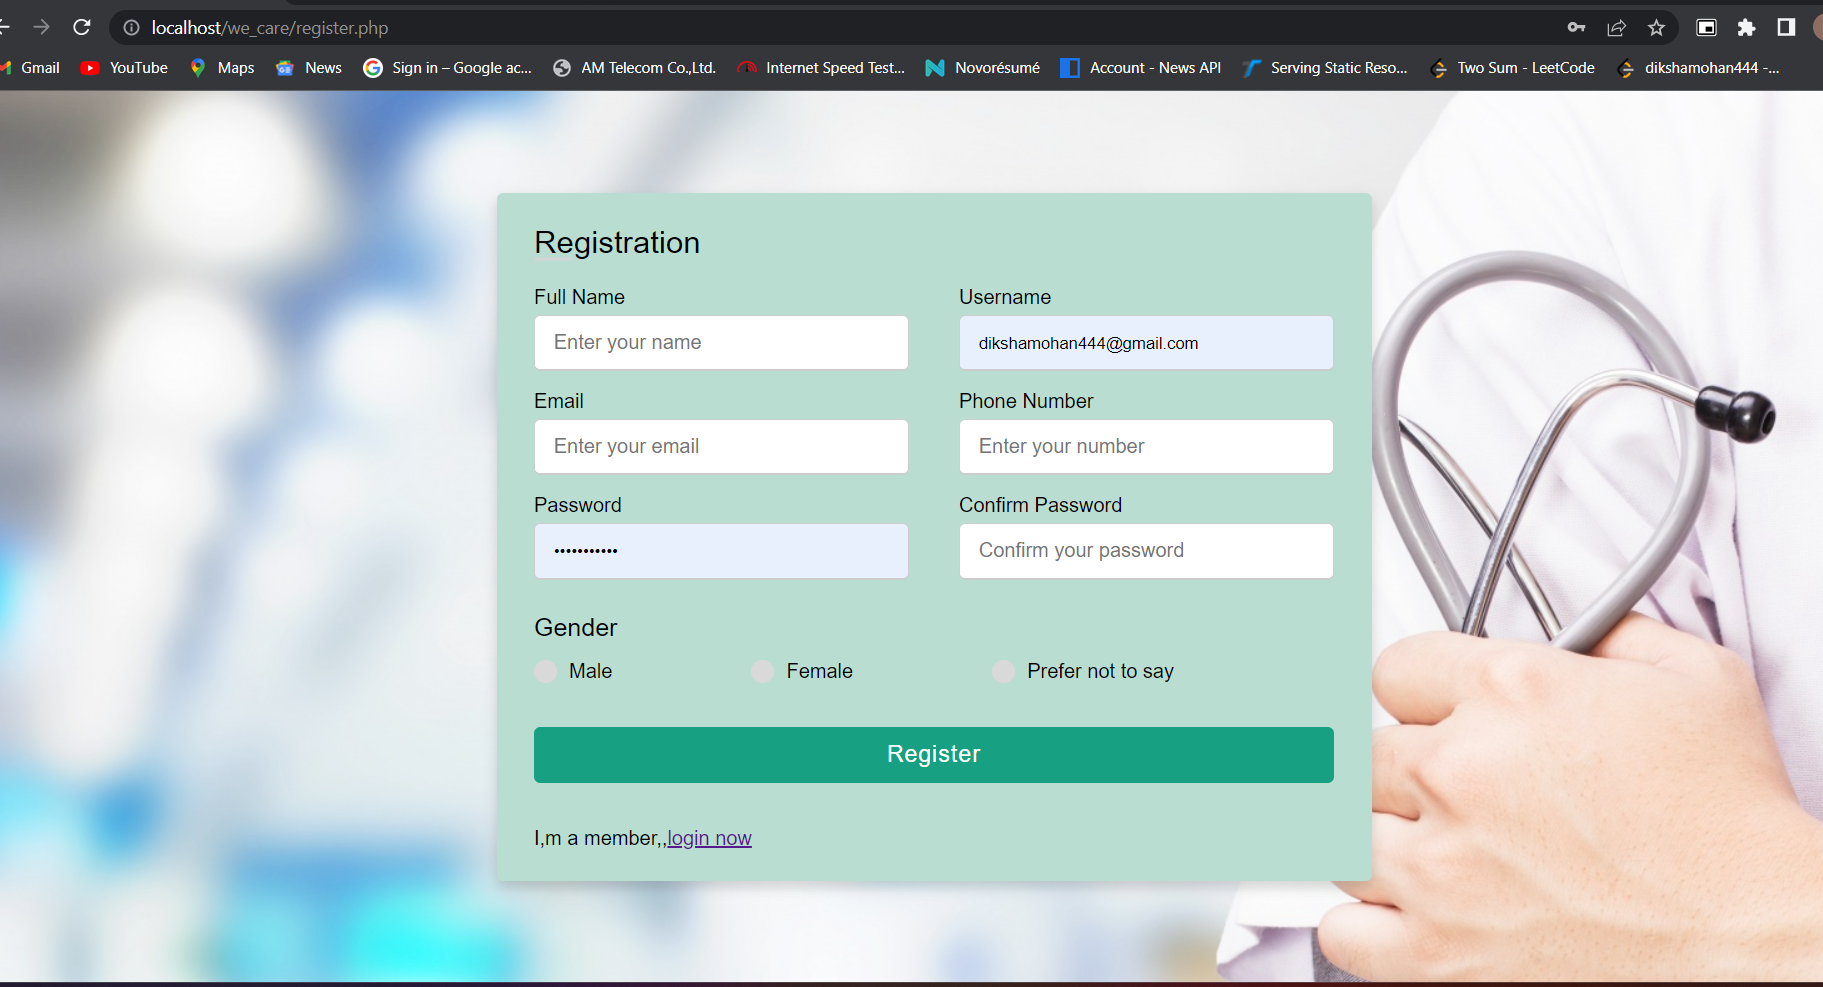 localhost/we_care/register.php
Gmail YouTube Maps News Sign in – Google ac... AM Telecom Co.,Ltd. Internet Speed Test... Novorésumé Account - News API Serving Static Reso... Two Sum - LeetCode dikshamohan444 -...
Registration
Full Name Username
Enter your name dikshamohan444@gmail.com
Email Phone Number
Enter your email Enter your number
Password Confirm Password
••••••••••• Confirm your password
Gender
Male Female Prefer not to say
Register
I,m a member,,login now